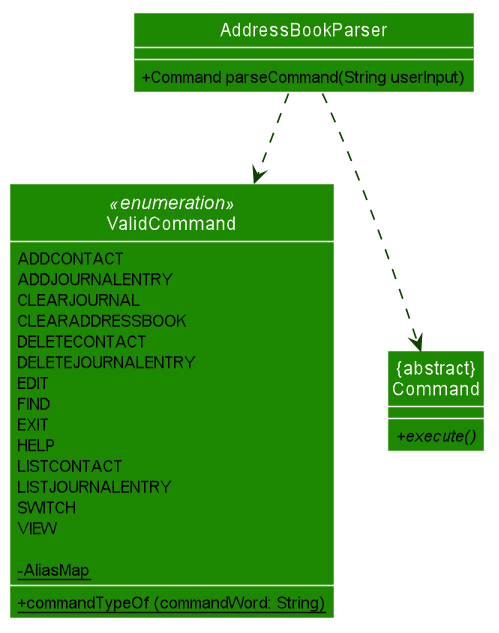 AddressBookParser
+Command parseCommand(String userInput)
«enumeration»
ValidCommand
ADDCONTACT
ADDJOURNALENTRY
CLEARJOURNAL
CLEARADDRESSBOOK
DELETECONTACT
DELETEJOURNALENTRY
EDIT
FIND
EXIT
HELP
LISTCONTACT
LISTJOURNALENTRY
SWITCH
VIEW
-AliasMap
+commandTypeOf (commandWord: String)
{abstract}
Command
+execute()